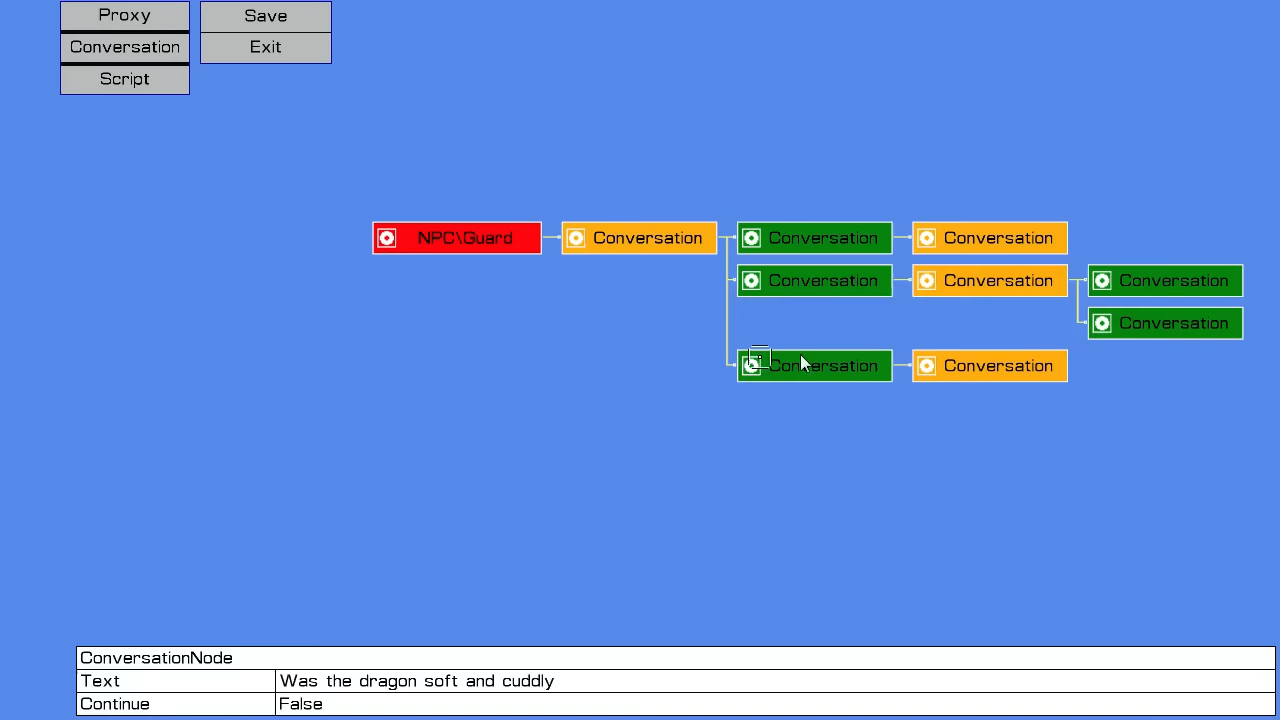 Proxy
Save
Conversation
Exit
Script
NPC\Guard
Conversation
Conversation
Conversation
Conversation
Conversation
Conversation
Conversation
Conversation
Conversation
ConversationNode
Text
Was the dragon soft and cuddly
Continue
False